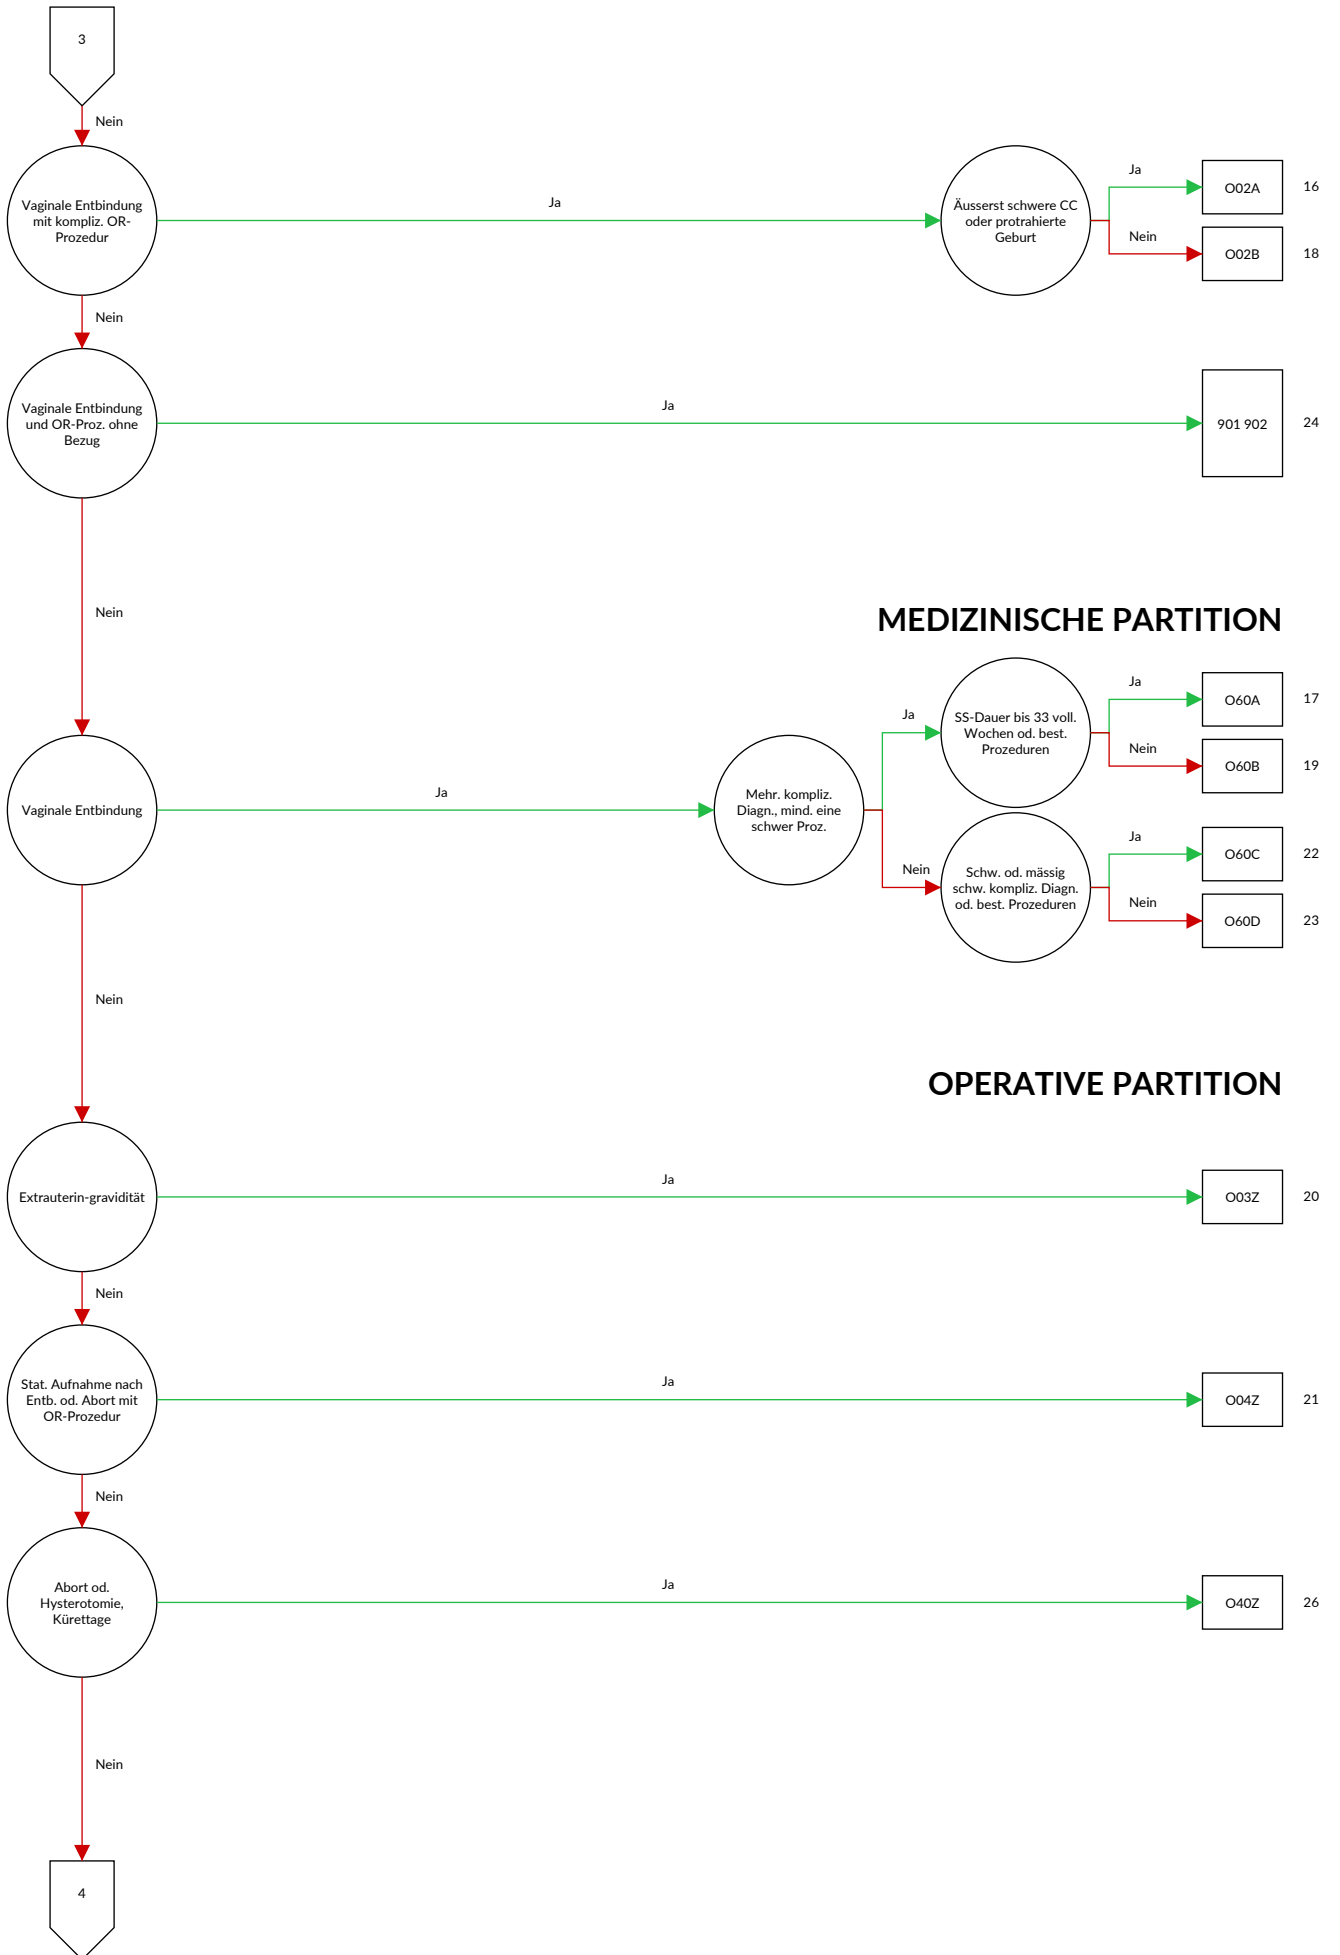 3
Nein
Vaginale Entbindung
mit kompliz. OR-
Prozedur
Ja
Äusserst schwere CC
oder protrahierte
Geburt
Ja
O02A
16
Nein
O02B
18
Nein
Vaginale Entbindung
und OR-Proz. ohne
Bezug
Ja
901 902
24
Nein
MEDIZINISCHE PARTITION
Vaginale Entbindung
Ja
Mehr. kompliz.
Diagn., mind. eine
schwer Proz.
Ja
SS-Dauer bis 33 voll.
Wochen od. best.
Prozeduren
Ja
O60A
17
Nein
O60B
19
Nein
Schw. od. mässig
schw. kompliz. Diagn.
od. best. Prozeduren
Ja
O60C
22
Nein
O60D
23
Nein
OPERATIVE PARTITION
Extrauterin-gravidität
Ja
O03Z
20
Nein
Stat. Aufnahme nach
Entb. od. Abort mit
OR-Prozedur
Ja
O04Z
21
Nein
Abort od.
Hysterotomie,
Kürettage
Ja
O40Z
26
Nein
4